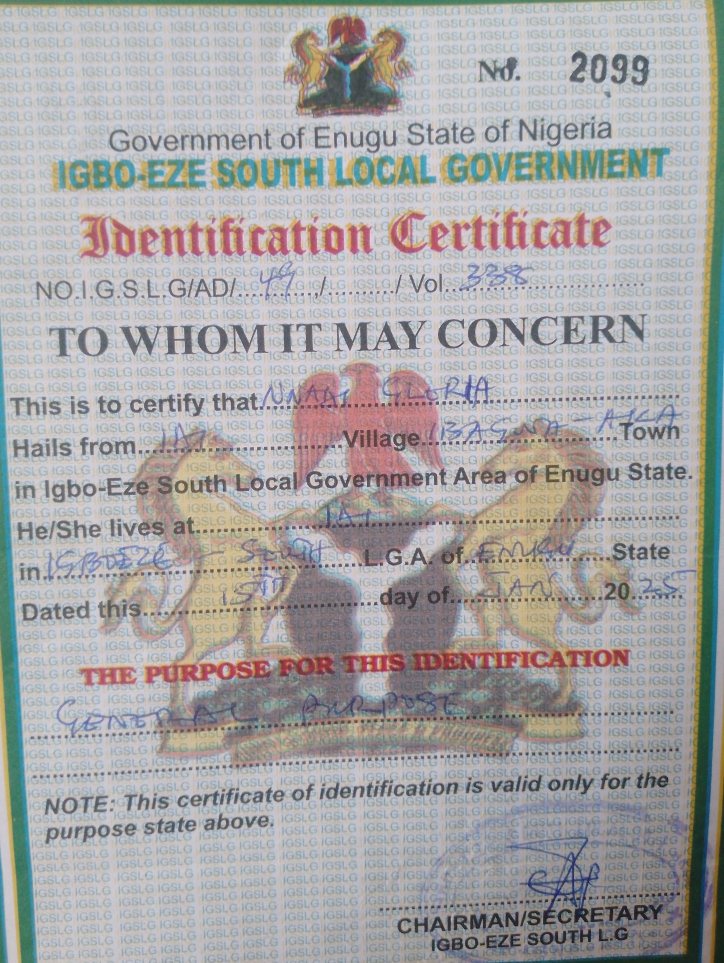 No. 2099
Government of Enugu State of Nigeria
IGBO-EZE SOUTH LOCAL GOVERNMENT
Identification Certificate
NO.I.G.S.L.G/AD/....49....../........../ Vol..338......................
TO WHOM IT MAY CONCERN
This is to certify that NNAJI GLORIA
Hails from....IAI....................Village IBAGWA-AKA Town
in Igbo-Eze South Local Government Area of Enugu State.
He/She lives at....................IAI....................
in IGBOEZE - SOUTH L.G.A. of ENUGU State
Dated this..........15TH..........day of....JAN......20 25
THE PURPOSE FOR THIS IDENTIFICATION
GENERAL PURPOSE
NOTE: This certificate of identification is valid only for the
purpose state above.
CHAIRMAN/SECRETARY
IGBO-EZE SOUTH L.G